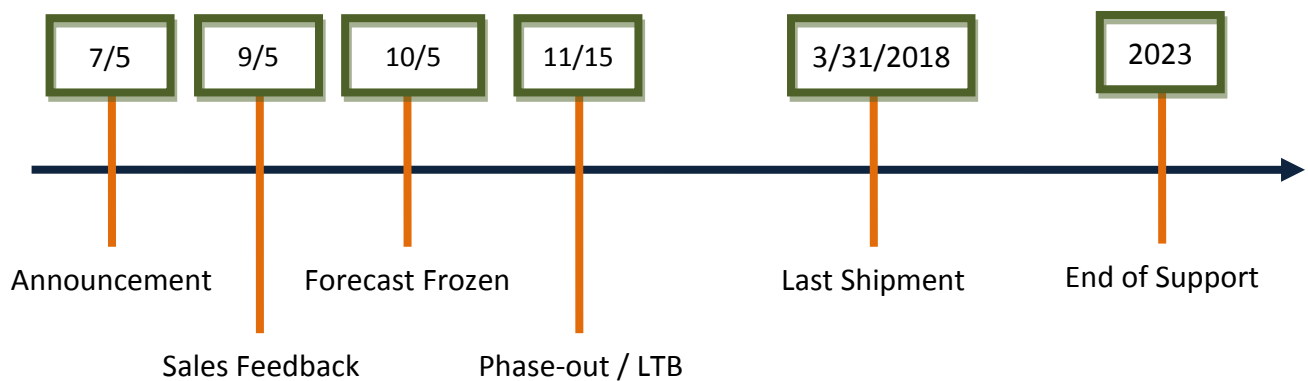 7/5
9/5
10/5
11/15
3/31/2018
2023
Announcement
Forecast Frozen
Last Shipment
End of Support
Sales Feedback
Phase-out / LTB